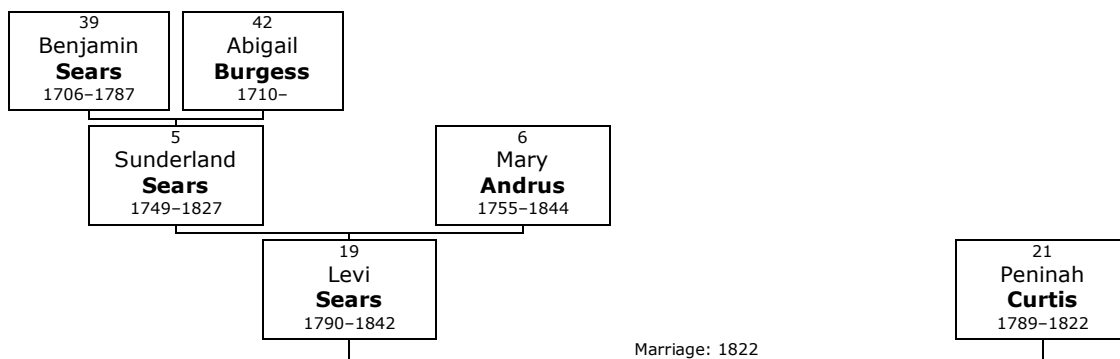 39
Benjamin
Sears
1706–1787
42
Abigail
Burgess
1710–
5
Sunderland
Sears
1749–1827
6
Mary
Andrus
1755–1844
19
Levi
Sears
1790–1842
Marriage: 1822
21
Peninah
Curtis
1789–1822